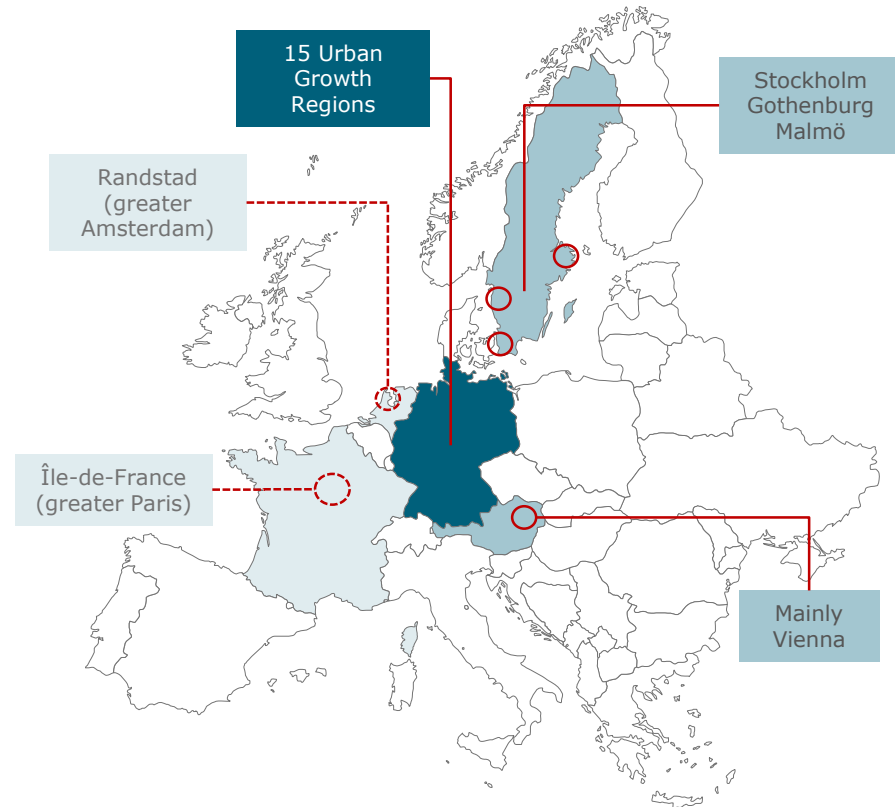 15 Urban
Growth
Regions
Stockholm
Gothenburg
Malmö
Randstad
(greater
Amsterdam)
Île-de-France
(greater Paris)
Mainly
Vienna